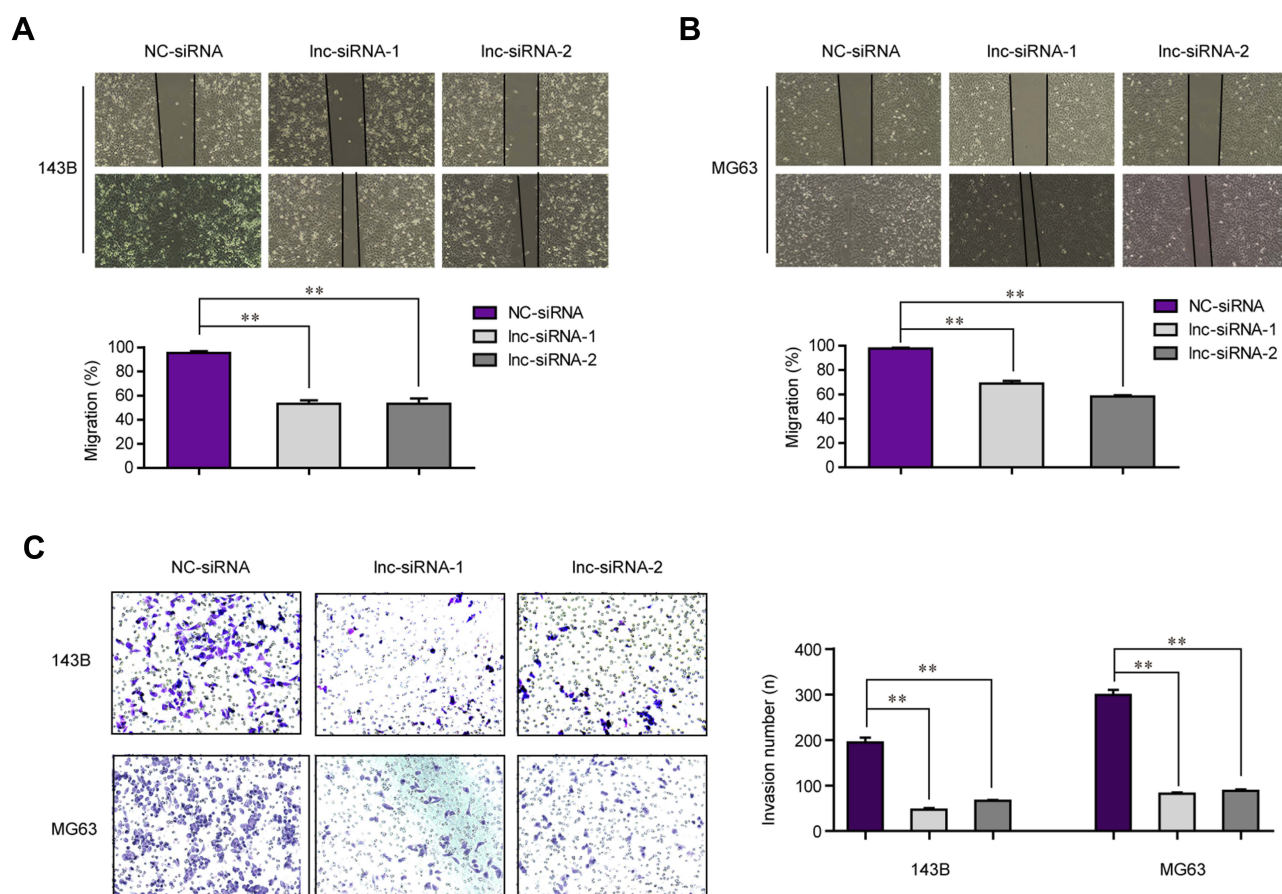 A
NC-siRNA lnc-siRNA-1 lnc-siRNA-2
143B
**
**
NC-siRNA
lnc-siRNA-1
lnc-siRNA-2
Migration (%)
100
80
60
40
20
0
B
NC-siRNA lnc-siRNA-1 lnc-siRNA-2
MG63
**
**
NC-siRNA
lnc-siRNA-1
lnc-siRNA-2
Migration (%)
100
80
60
40
20
0
C
NC-siRNA lnc-siRNA-1 lnc-siRNA-2
143B
MG63
Invasion number (n)
400
300
200
100
0
**
**
**
**
143B MG63